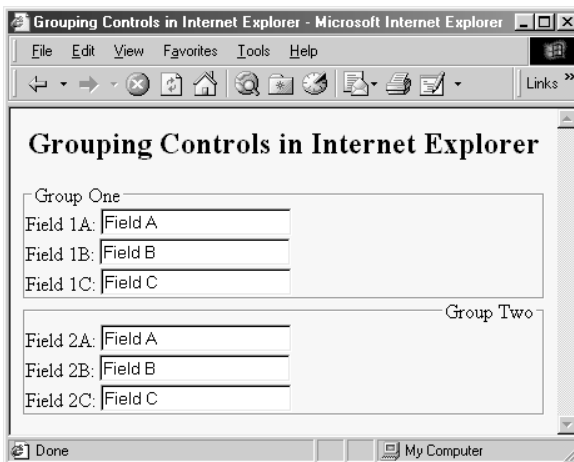 Grouping Controls in Internet Explorer - Microsoft Internet Explorer
File Edit View Favorites Tools Help
Links »
Grouping Controls in Internet Explorer
Group One
Field 1A: Field A
Field 1B: Field B
Field 1C: Field C
Group Two
Field 2A: Field A
Field 2B: Field B
Field 2C: Field C
Done My Computer